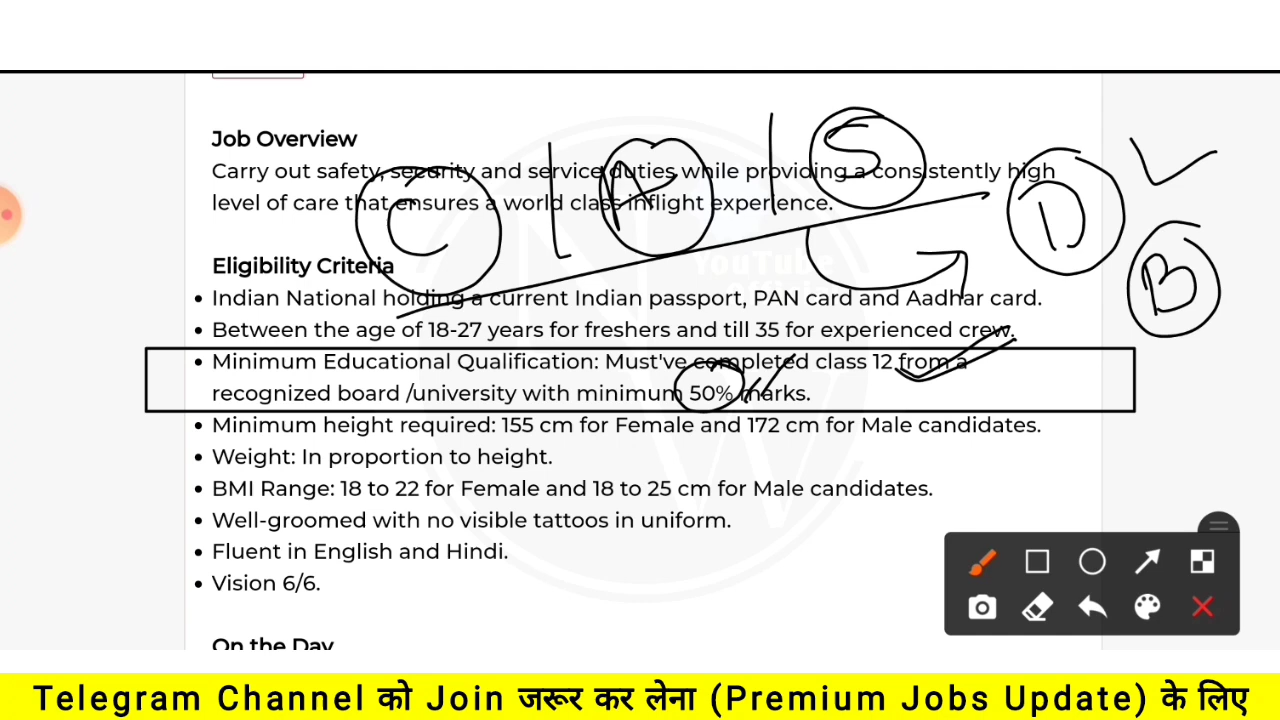 Job Overview
Carry out safety, security and service duties while providing a consistently high
level of care that ensures a world class inflight experience.
C A S D B
YouTube
Eligibility Criteria
Indian National holding a current Indian passport, PAN card and Aadhar card.
Between the age of 18-27 years for freshers and till 35 for experienced crew.
Minimum Educational Qualification: Must've completed class 12 from a
recognized board /university with minimum 50% marks.
Minimum height required: 155 cm for Female and 172 cm for Male candidates.
Weight: In proportion to height.
BMI Range: 18 to 22 for Female and 18 to 25 cm for Male candidates.
Well-groomed with no visible tattoos in uniform.
Fluent in English and Hindi.
Vision 6/6.
On the Day
Telegram Channel को Join जरूर कर लेना (Premium Jobs Update) के लिए